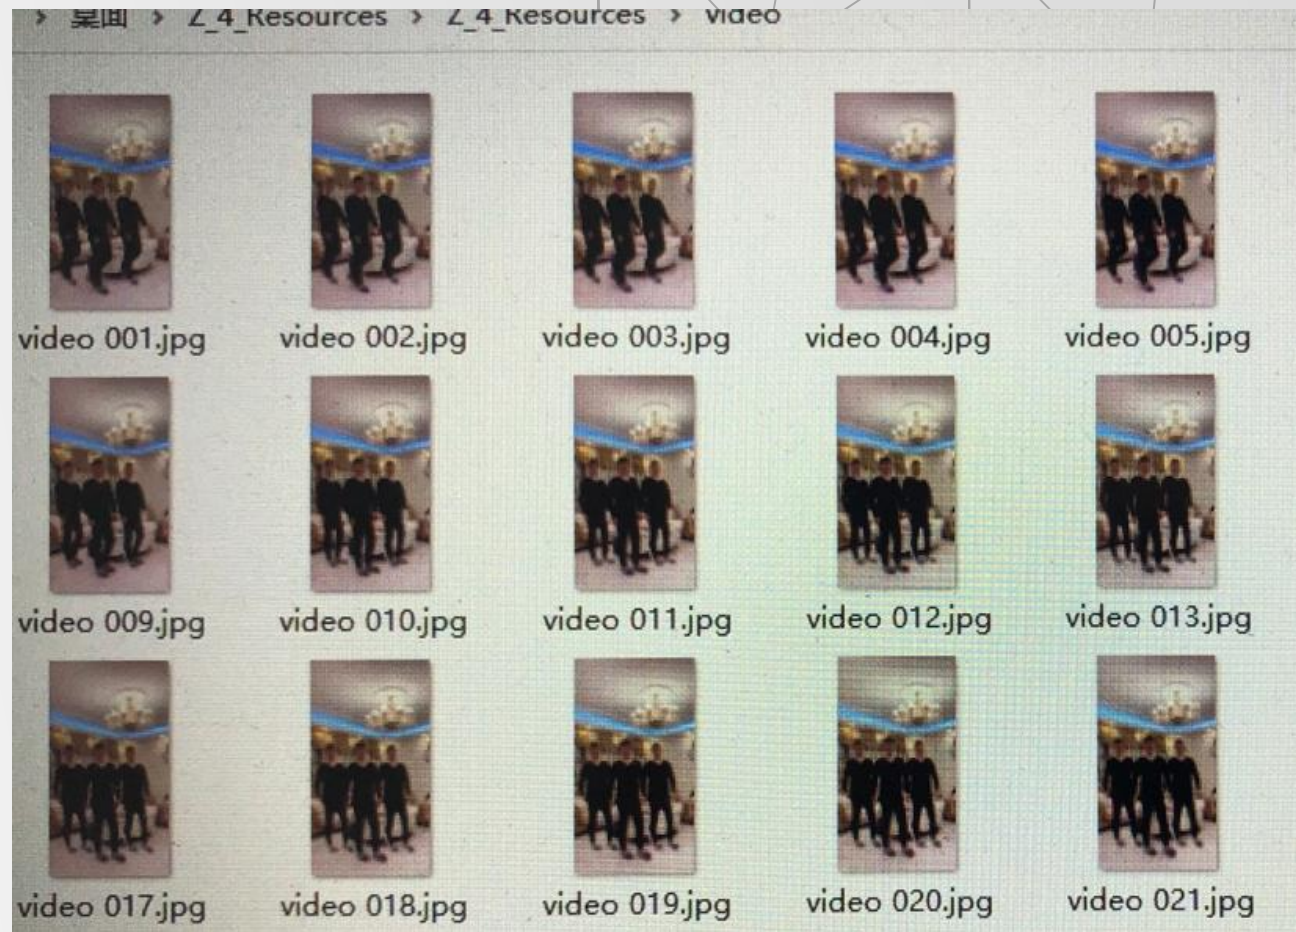 > 桌面 > Z_4_Resources > Z_4_Resources > video
video 001.jpg video 002.jpg video 003.jpg video 004.jpg video 005.jpg
video 009.jpg video 010.jpg video 011.jpg video 012.jpg video 013.jpg
video 017.jpg video 018.jpg video 019.jpg video 020.jpg video 021.jpg